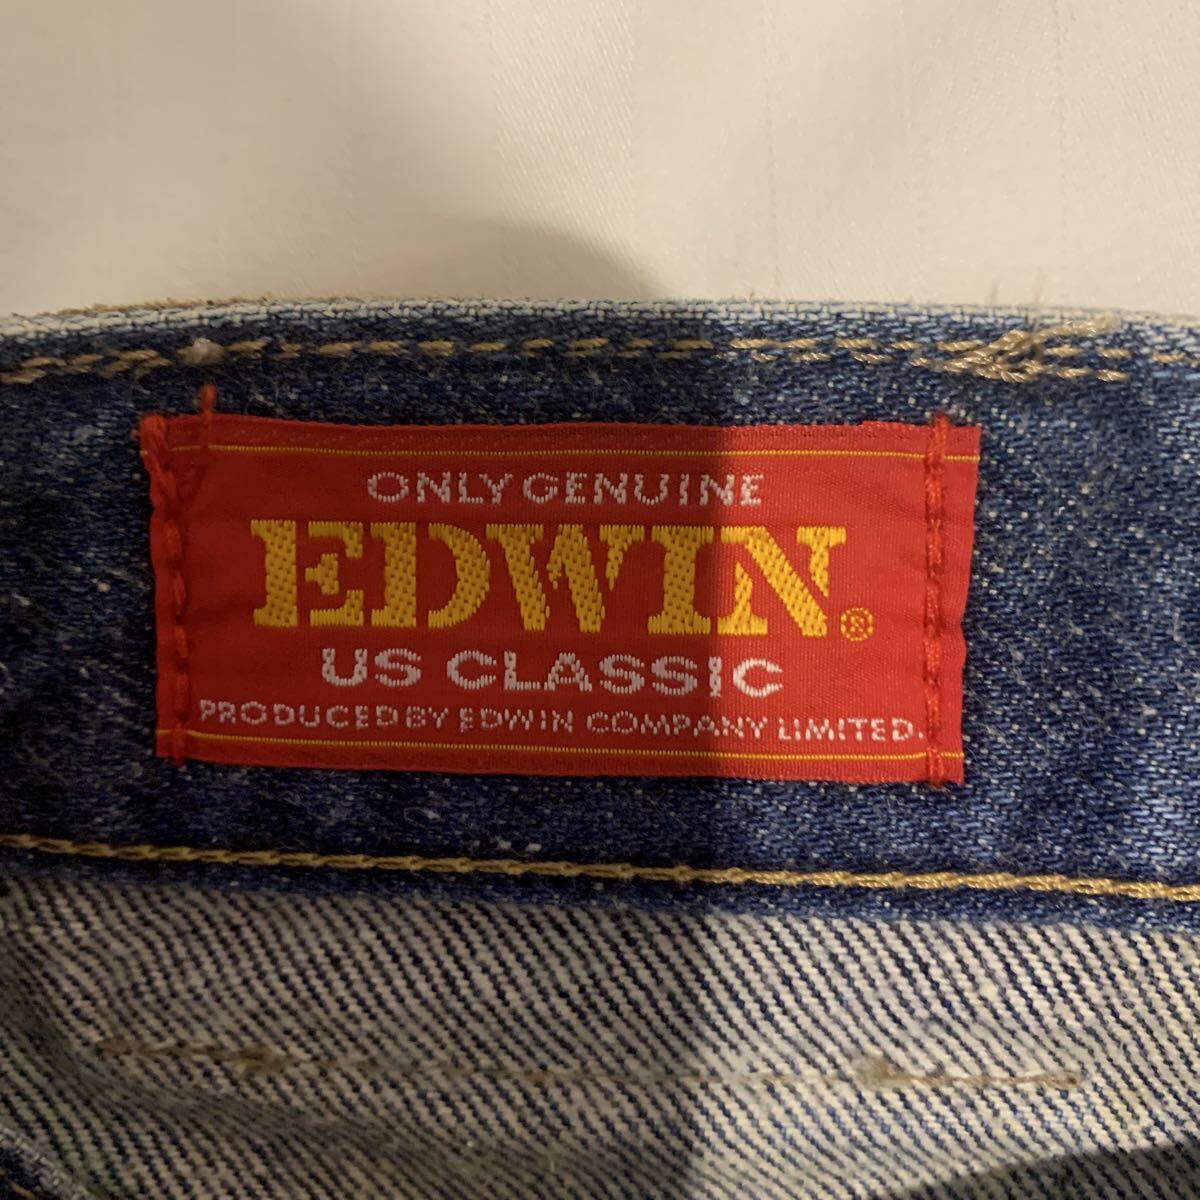 ONLY GENUINE
EDWIN®
US CLASSIC
PRODUCED BY EDWIN COMPANY LIMITED.